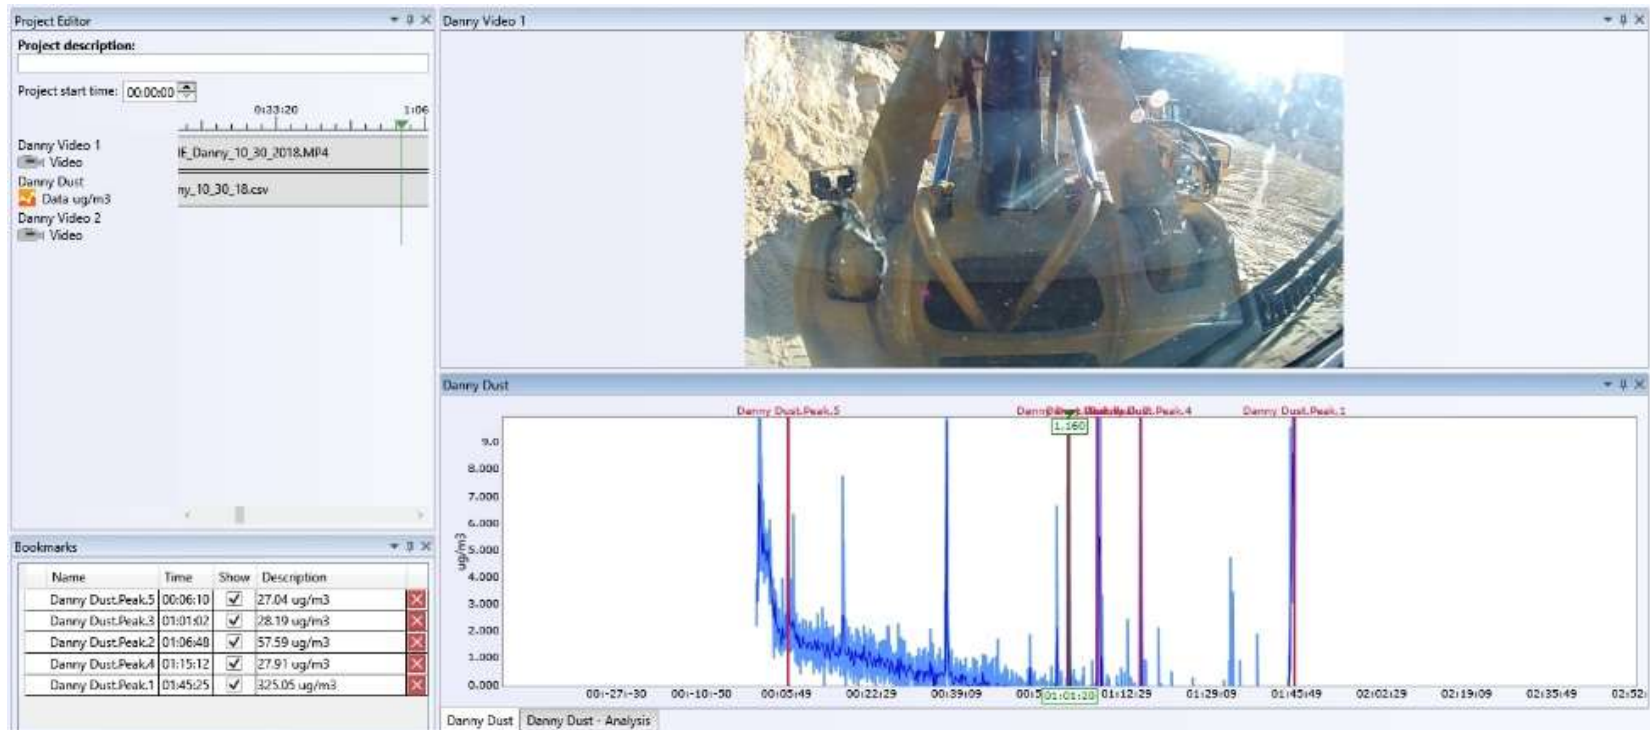 Project Editor
Project description:
Project start time: 00:00:00
0:33:20 1:06
Danny Video 1
Video
IE_Danny_10_30_2018.MP4
Danny Dust
Data ug/m3
ny_10_30_18.csv
Danny Video 2
Video
Bookmarks
Name Time Show Description
Danny Dust.Peak.5 00:06:10 27.04 ug/m3
Danny Dust.Peak.3 01:01:02 28.19 ug/m3
Danny Dust.Peak.2 01:06:48 57.59 ug/m3
Danny Dust.Peak.4 01:15:12 27.91 ug/m3
Danny Dust.Peak.1 01:45:25 325.05 ug/m3
Danny Video 1
Danny Dust
Danny Dust.Peak.5 Peak.4 Danny Dust.Peak.1
1.160
9.0
8.000
7.000
6.000
5.000
4.000
3.000
2.000
1.000
0.000
ug/m3
00:-27:-30 00:-10:-50 00:05:49 00:22:29 00:39:09 01:01:20 01:12:29 01:29:09 01:45:49 02:02:29 02:19:09 02:35:49 02:52:
Danny Dust Danny Dust - Analysis